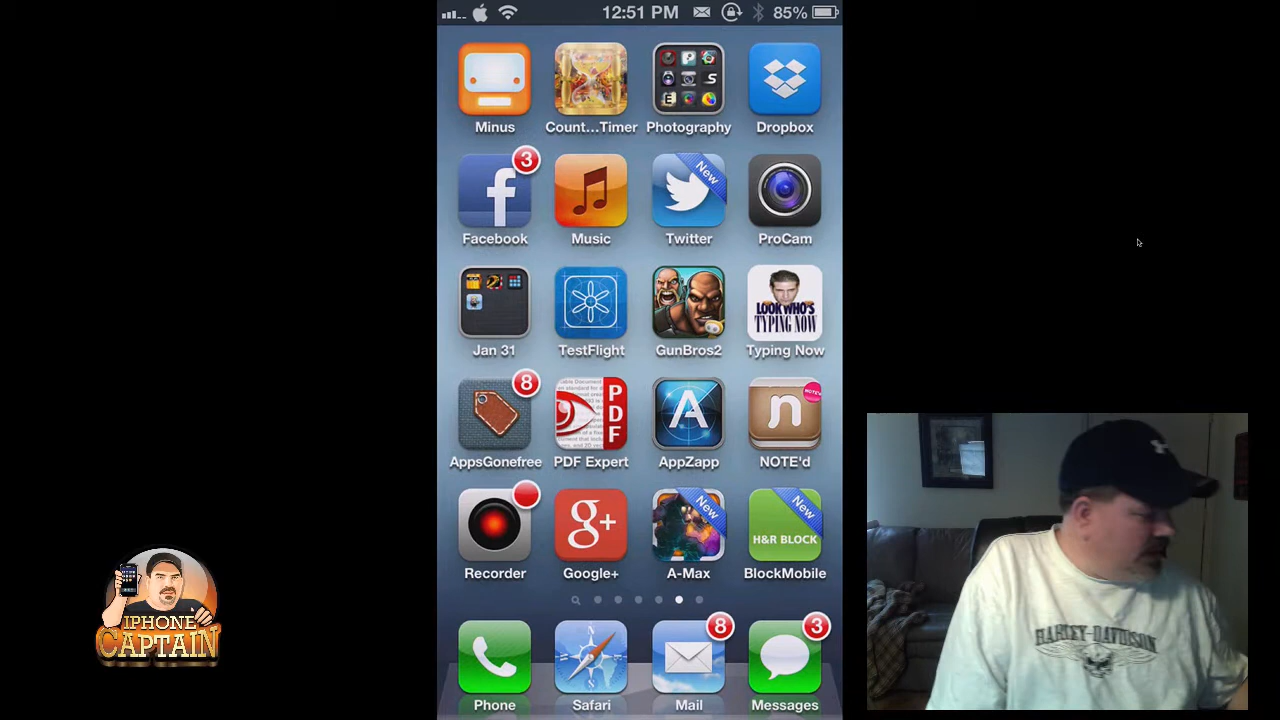 12:51 PM 85%
Minus Count...Timer Photography Dropbox
3
New
Facebook Music Twitter ProCam
LOOK WHO'S
TYPING NOW
Jan 31 TestFlight GunBros2 Typing Now
8
PDF
n
AppsGonefree PDF Expert AppZapp NOTE'd
g+
New
New
H&R BLOCK
Recorder Google+ A-Max BlockMobile
8
3
Phone Safari Mail Messages
IPHONE
CAPTAIN
HARLEY-DAVIDSON